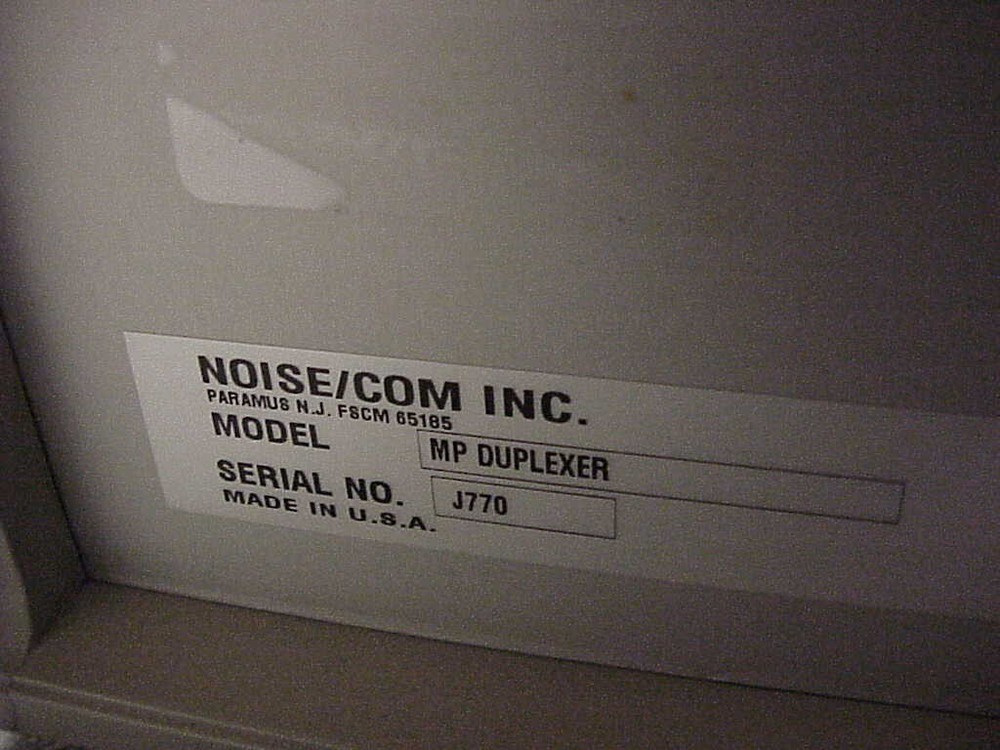 NOISE/COM INC.
PARAMUS N.J. FSCM 65185
MODEL MP DUPLEXER
SERIAL NO. J770
MADE IN U.S.A.